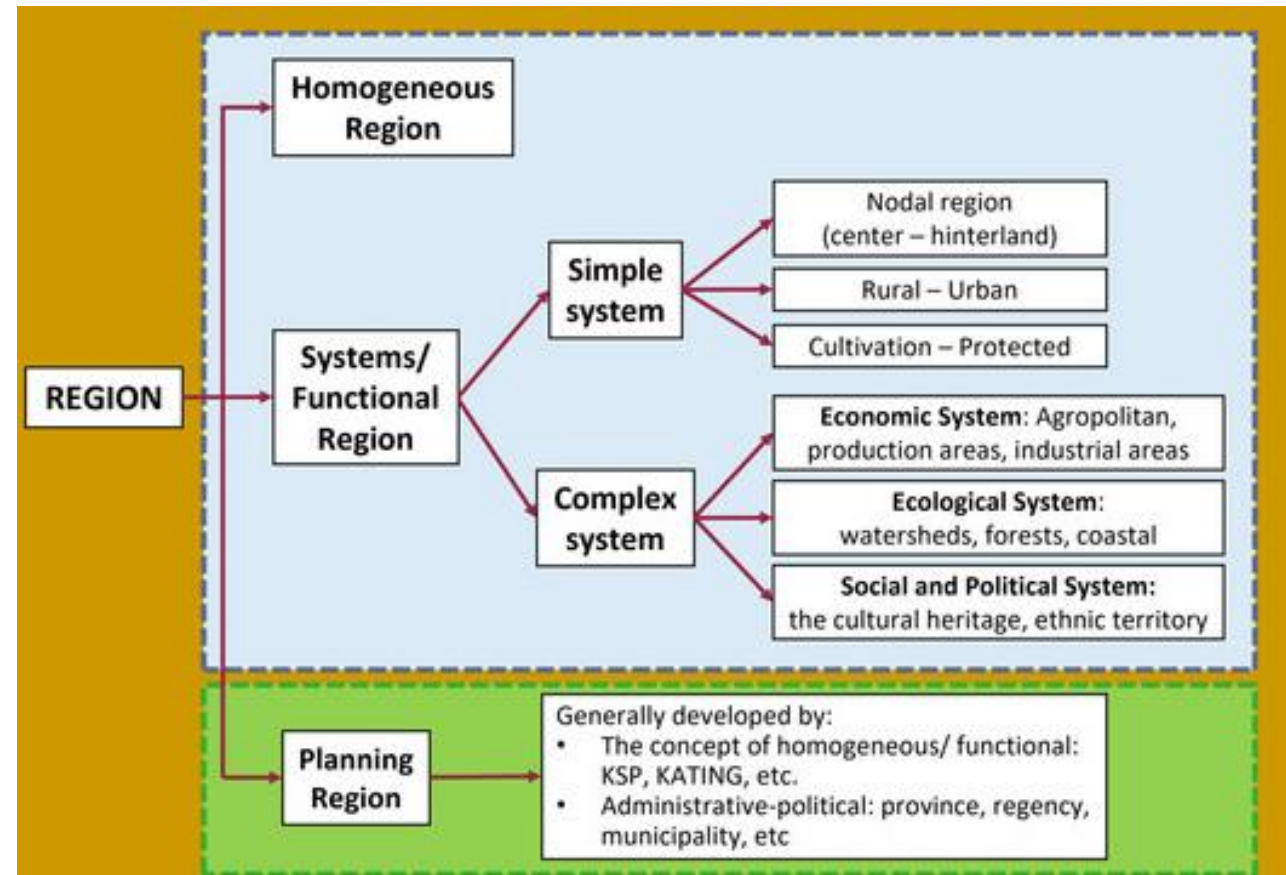 Homogeneous
Region
Nodal region
(center – hinterland)
Simple
system
Rural – Urban
Cultivation – Protected
REGION
Systems/
Functional
Region
Economic System: Agropolitan,
production areas, industrial areas
Complex
system
Ecological System:
watersheds, forests, coastal
Social and Political System:
the cultural heritage, ethnic territory
Planning
Region
Generally developed by:
• The concept of homogeneous/ functional:
KSP, KATING, etc.
• Administrative-political: province, regency,
municipality, etc